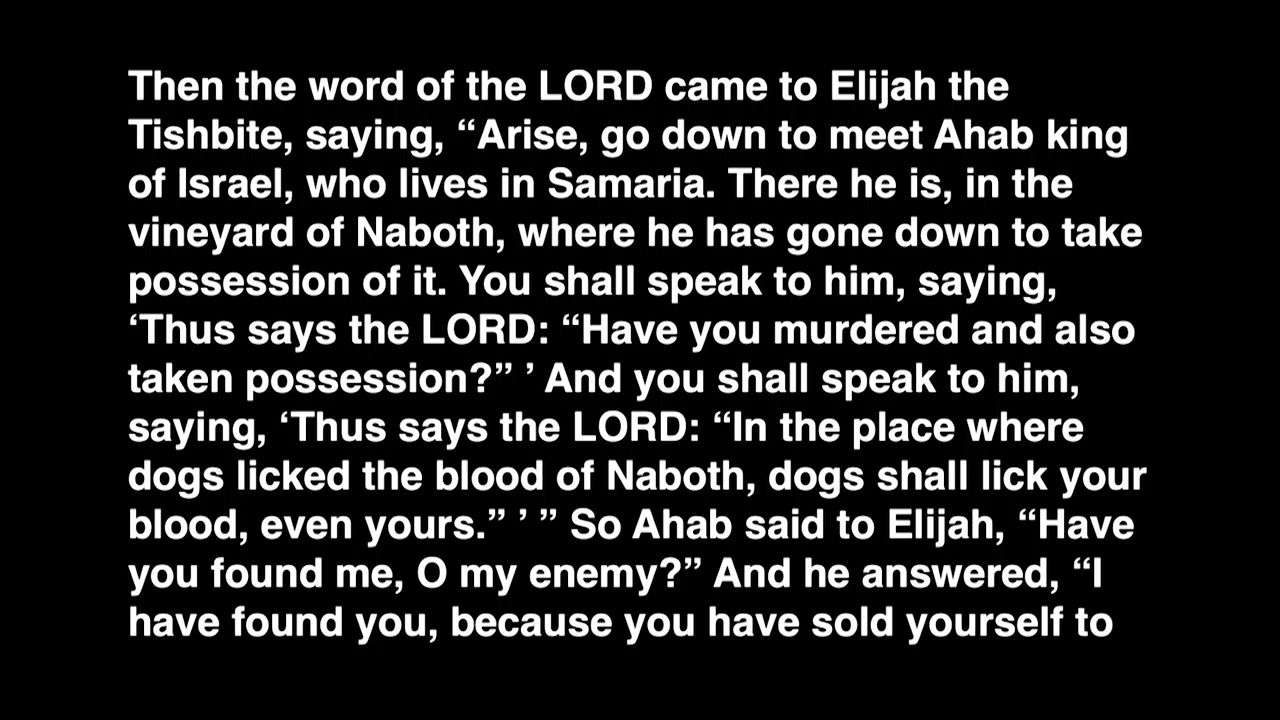 Then the word of the LORD came to Elijah the
Tishbite, saying, “Arise, go down to meet Ahab king
of Israel, who lives in Samaria. There he is, in the
vineyard of Naboth, where he has gone down to take
possession of it. You shall speak to him, saying,
‘Thus says the LORD: “Have you murdered and also
taken possession?” ’ And you shall speak to him,
saying, ‘Thus says the LORD: “In the place where
dogs licked the blood of Naboth, dogs shall lick your
blood, even yours.” ’ ” So Ahab said to Elijah, “Have
you found me, O my enemy?” And he answered, “I
have found you, because you have sold yourself to